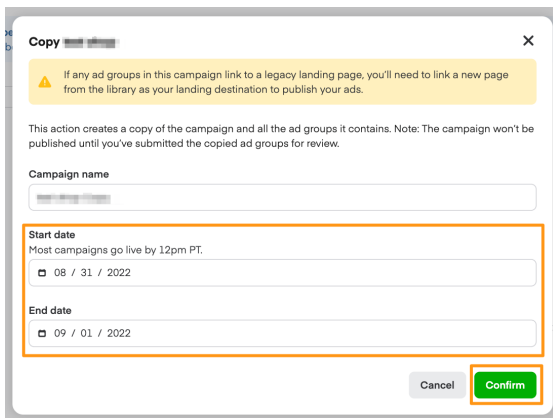 Copy
If any ad groups in this campaign link to a legacy landing page, you'll need to link a new page
from the library as your landing destination to publish your ads.
This action creates a copy of the campaign and all the ad groups it contains. Note: The campaign won't be
published until you've submitted the copied ad groups for review.
Campaign name
Start date
Most campaigns go live by 12pm PT.
08 / 31 / 2022
End date
09 / 01 / 2022
Cancel Confirm